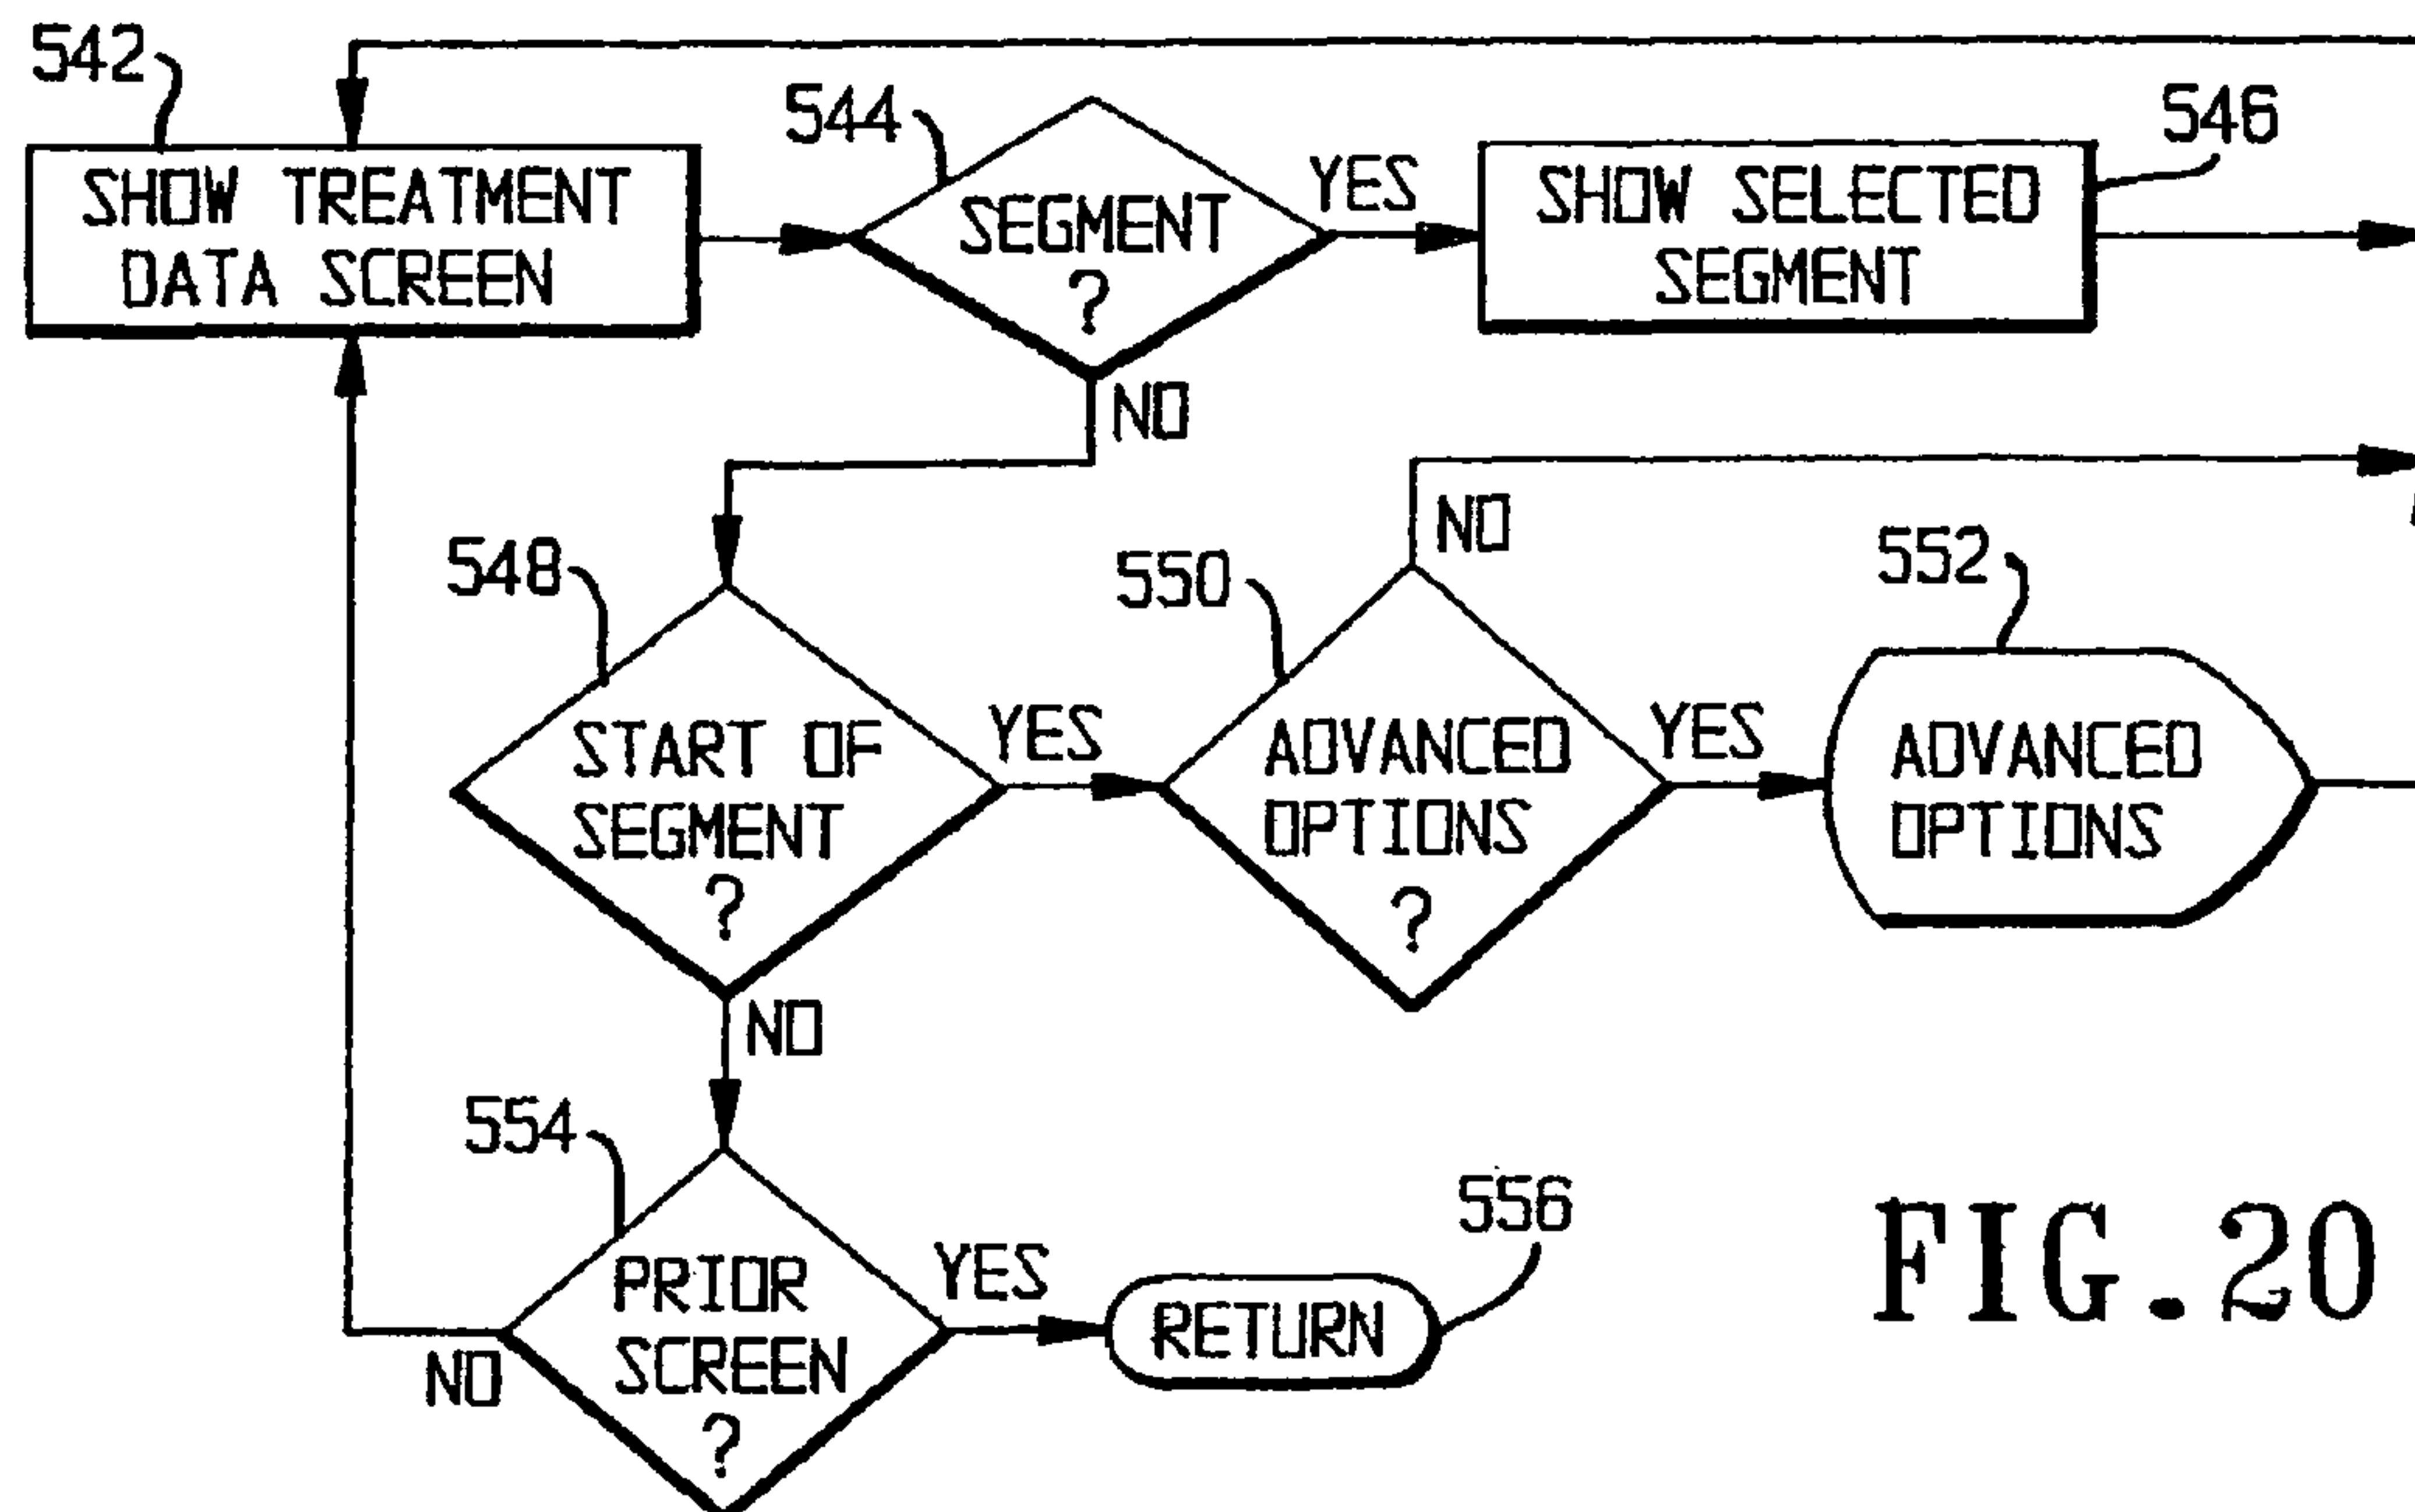 542
SHOW TREATMENT
DATA SCREEN
544
SEGMENT
?
YES
NO
546
SHOW SELECTED
SEGMENT
548
START OF
SEGMENT
?
YES
NO
550
ADVANCED
OPTIONS
?
NO
YES
552
ADVANCED
OPTIONS
554
PRIOR
SCREEN
?
NO
YES
556
RETURN
FIG.20